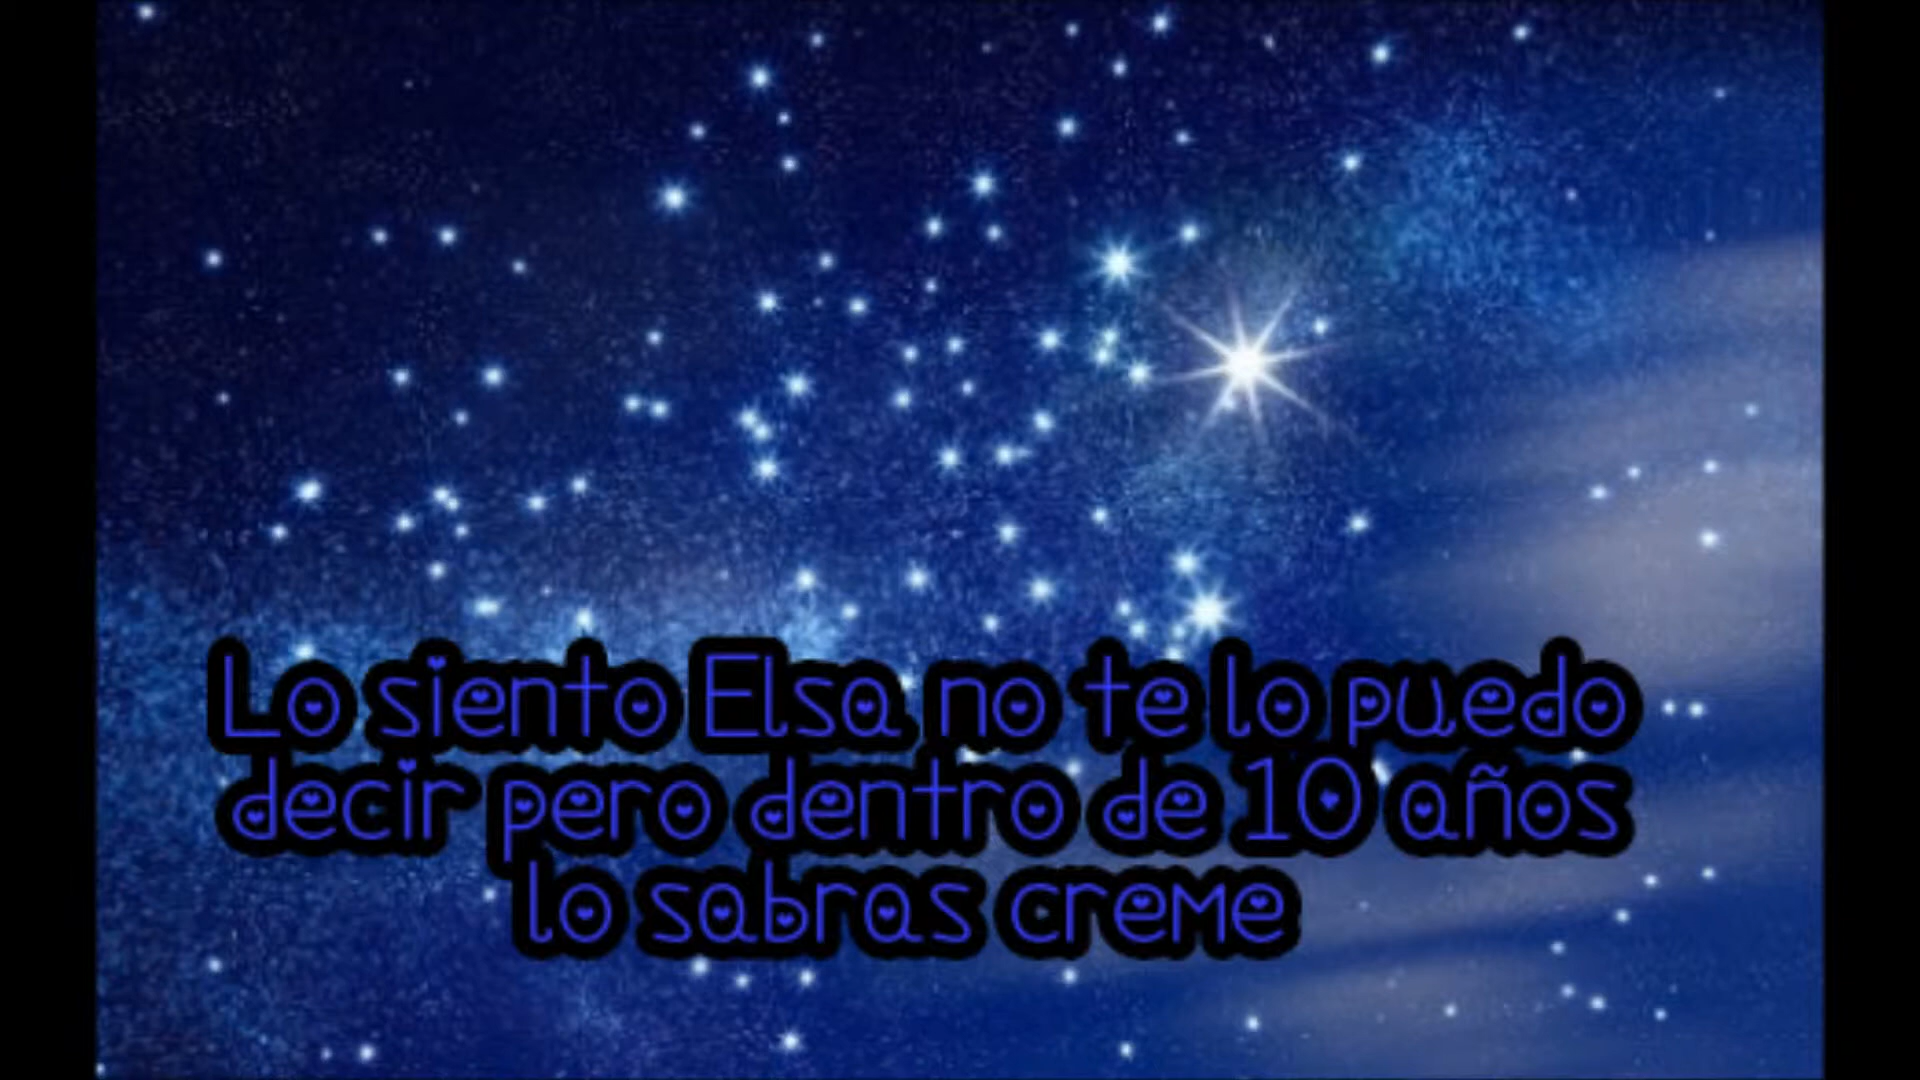 Lo siento Elsa no te lo puedo
decir pero dentro de 10 años
lo sabras creme